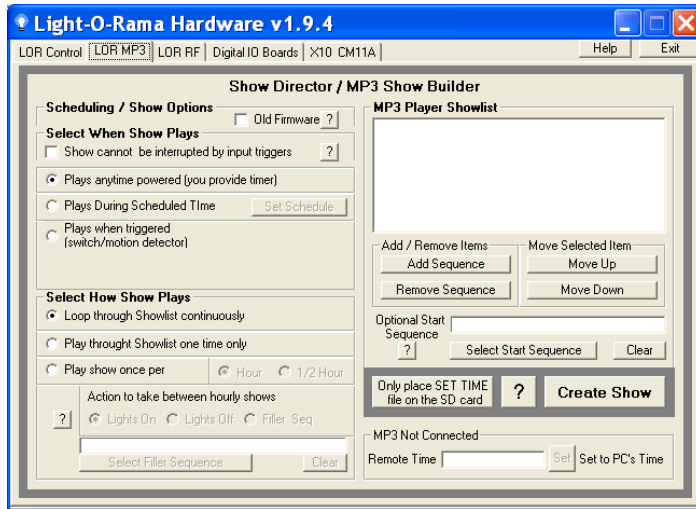 Light-O-Rama Hardware v1.9.4
LOR Control LOR MP3 LOR RF Digital IO Boards X10 CM11A Help Exit
Show Director / MP3 Show Builder
Scheduling / Show Options
Old Firmware ?
Select When Show Plays
Show cannot be interrupted by input triggers ?
Plays anytime powered (you provide timer)
Plays During Scheduled TIme Set Schedule
Plays when triggered
(switch/motion detector)
Select How Show Plays
Loop through Showlist continuously
Play throught Showlist one time only
Play show once per Hour 1/2 Hour
Action to take between hourly shows
? Lights On Lights Off Filler Seq
Select Filler Sequence Clear
MP3 Player Showlist
Add / Remove Items Move Selected Item
Add Sequence Move Up
Remove Sequence Move Down
Optional Start
Sequence
? Select Start Sequence Clear
Only place SET TIME
file on the SD card
? Create Show
MP3 Not Connected
Remote Time Set Set to PC's Time